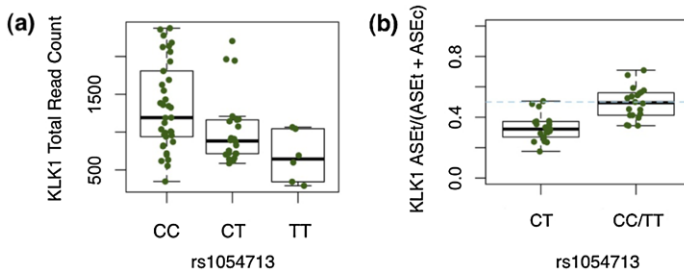 (a)
KLK1 Total Read Count
1500
500
CC CT TT
rs1054713
(b)
KLK1 ASEt/(ASEt + ASEc)
0.8
0.4
0.0
CT CC/TT
rs1054713